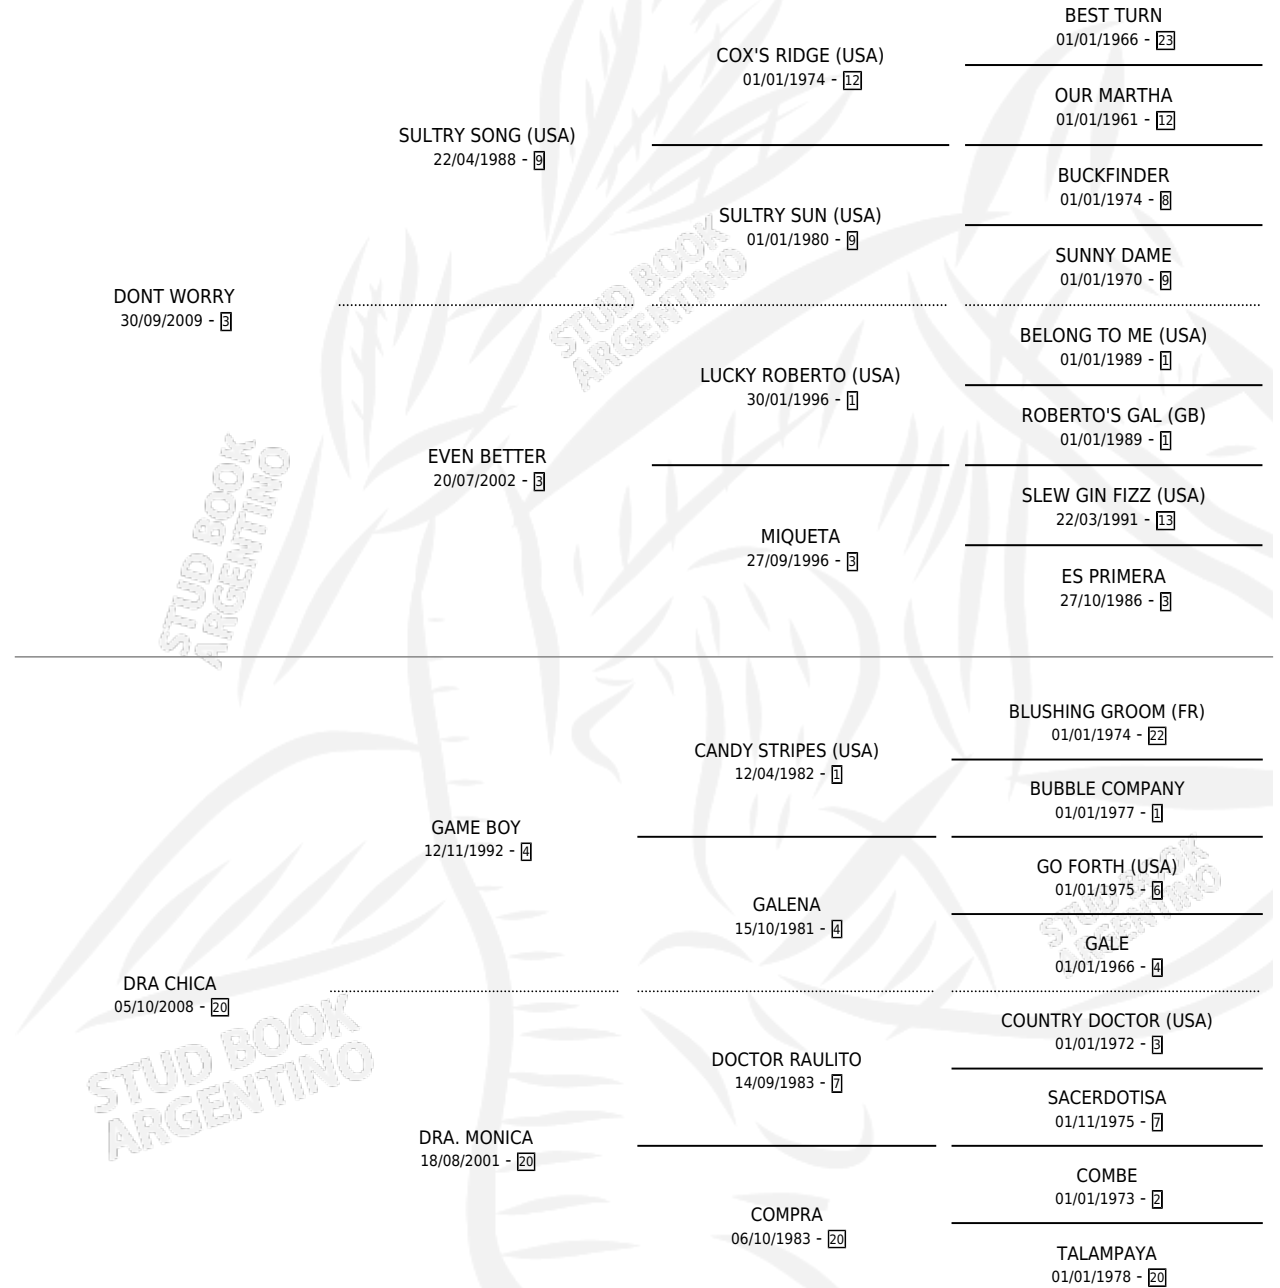 BEST TURN
01/01/1966 - 23
COX'S RIDGE (USA)
01/01/1974 - 12
OUR MARTHA
01/01/1961 - 12
SULTRY SONG (USA)
22/04/1988 - 9
BUCKFINDER
01/01/1974 - 8
SULTRY SUN (USA)
01/01/1980 - 9
SUNNY DAME
01/01/1970 - 9
DONT WORRY
30/09/2009 - 3
BELONG TO ME (USA)
01/01/1989 - 1
LUCKY ROBERTO (USA)
30/01/1996 - 1
ROBERTO'S GAL (GB)
01/01/1989 - 1
EVEN BETTER
20/07/2002 - 3
SLEW GIN FIZZ (USA)
22/03/1991 - 13
MIQUETA
27/09/1996 - 3
ES PRIMERA
27/10/1986 - 3
STUD BOOK
ARGENTINO
STUD BOOK
ARGENTINO
BLUSHING GROOM (FR)
01/01/1974 - 22
CANDY STRIPES (USA)
12/04/1982 - 1
BUBBLE COMPANY
01/01/1977 - 1
GAME BOY
12/11/1992 - 4
GO FORTH (USA)
01/01/1975 - 6
GALENA
15/10/1981 - 4
GALE
01/01/1966 - 4
DRA CHICA
05/10/2008 - 20
COUNTRY DOCTOR (USA)
01/01/1972 - 3
DOCTOR RAULITO
14/09/1983 - 7
SACERDOTISA
01/11/1975 - 7
DRA. MONICA
18/08/2001 - 20
COMBE
01/01/1973 - 2
COMPRA
06/10/1983 - 20
TALAMPAYA
01/01/1978 - 20
STUD BOOK
ARGENTINO
STUD BOOK
ARGENTINO